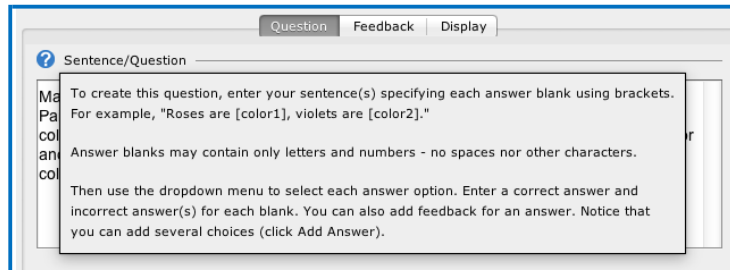 Question Feedback Display
Sentence/Question
To create this question, enter your sentence(s) specifying each answer blank using brackets.
For example, "Roses are [color1], violets are [color2]."
Answer blanks may contain only letters and numbers - no spaces nor other characters.
Then use the dropdown menu to select each answer option. Enter a correct answer and
incorrect answer(s) for each blank. You can also add feedback for an answer. Notice that
you can add several choices (click Add Answer).